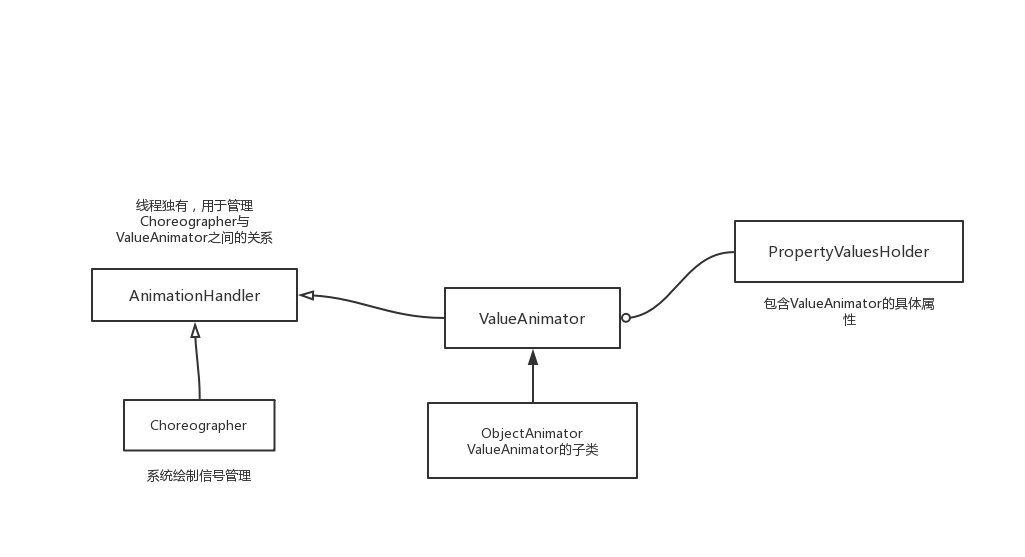 线程独有，用于管理
Choreographer与
ValueAnimator之间的关系
AnimationHandler
Choreographer
系统绘制信号管理
ValueAnimator
ObjectAnimator
ValueAnimator的子类
PropertyValuesHolder
包含ValueAnimator的具体属
性